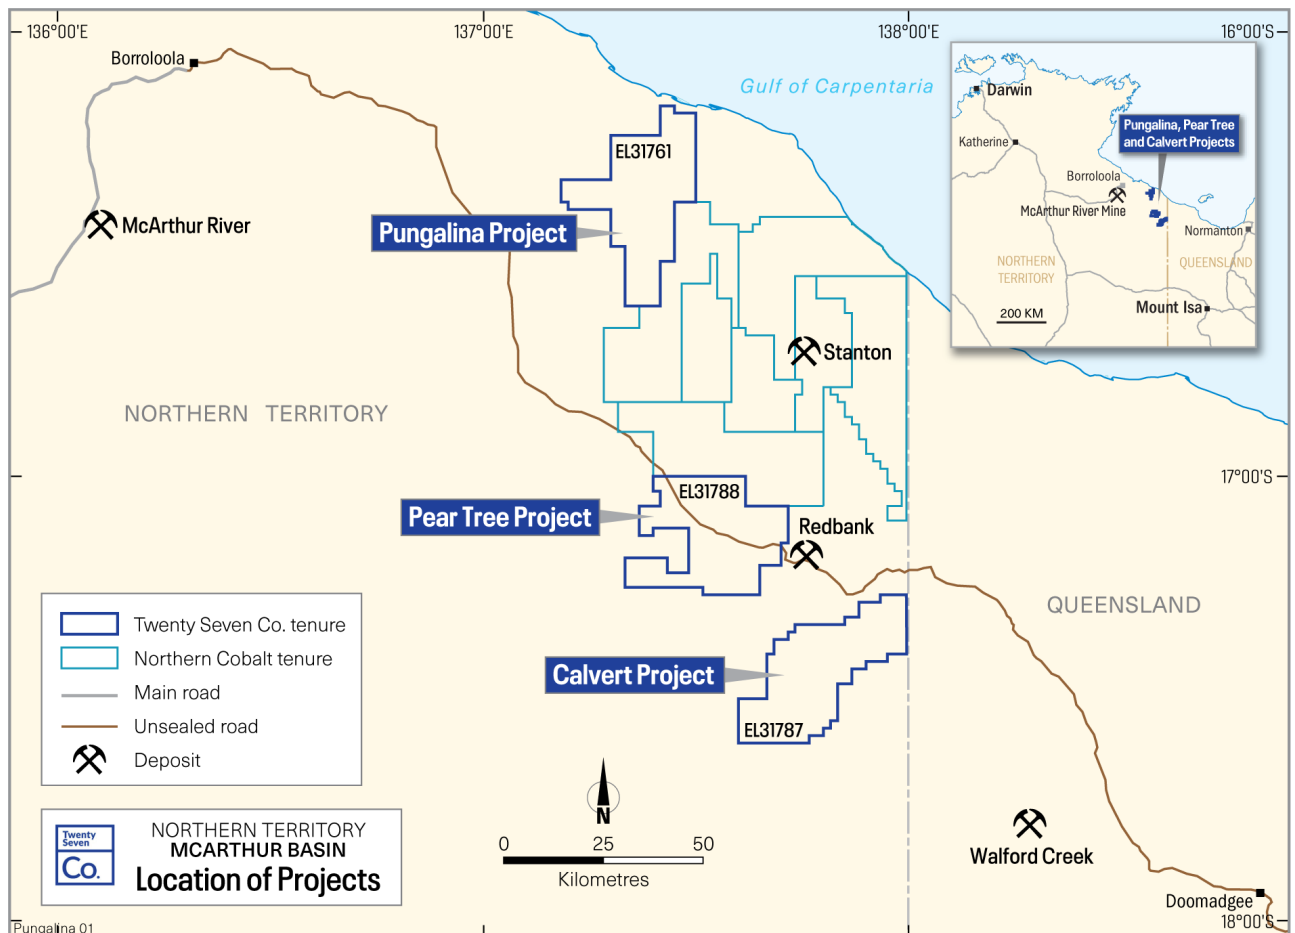 136°00'E
137°00'E
138°00'E
16°00'S
Borroloola
Gulf of Carpentaria
Darwin
Pungalina, Pear Tree
and Calvert Projects
Katherine
Borroloola
McArthur River Mine
Normanton
NORTHERN
TERRITORY
QUEENSLAND
200 KM
Mount Isa
EL31761
McArthur River
Pungalina Project
Stanton
NORTHERN TERRITORY
17°00'S
EL31788
Pear Tree Project
Redbank
QUEENSLAND
Calvert Project
EL31787
Twenty Seven Co. tenure
Northern Cobalt tenure
Main road
Unsealed road
Deposit
N
0 25 50
Kilometres
Walford Creek
Doomadgee
18°00'S
Twenty
Seven
Co.
NORTHERN TERRITORY
MCARTHUR BASIN
Location of Projects
Pungalina 01